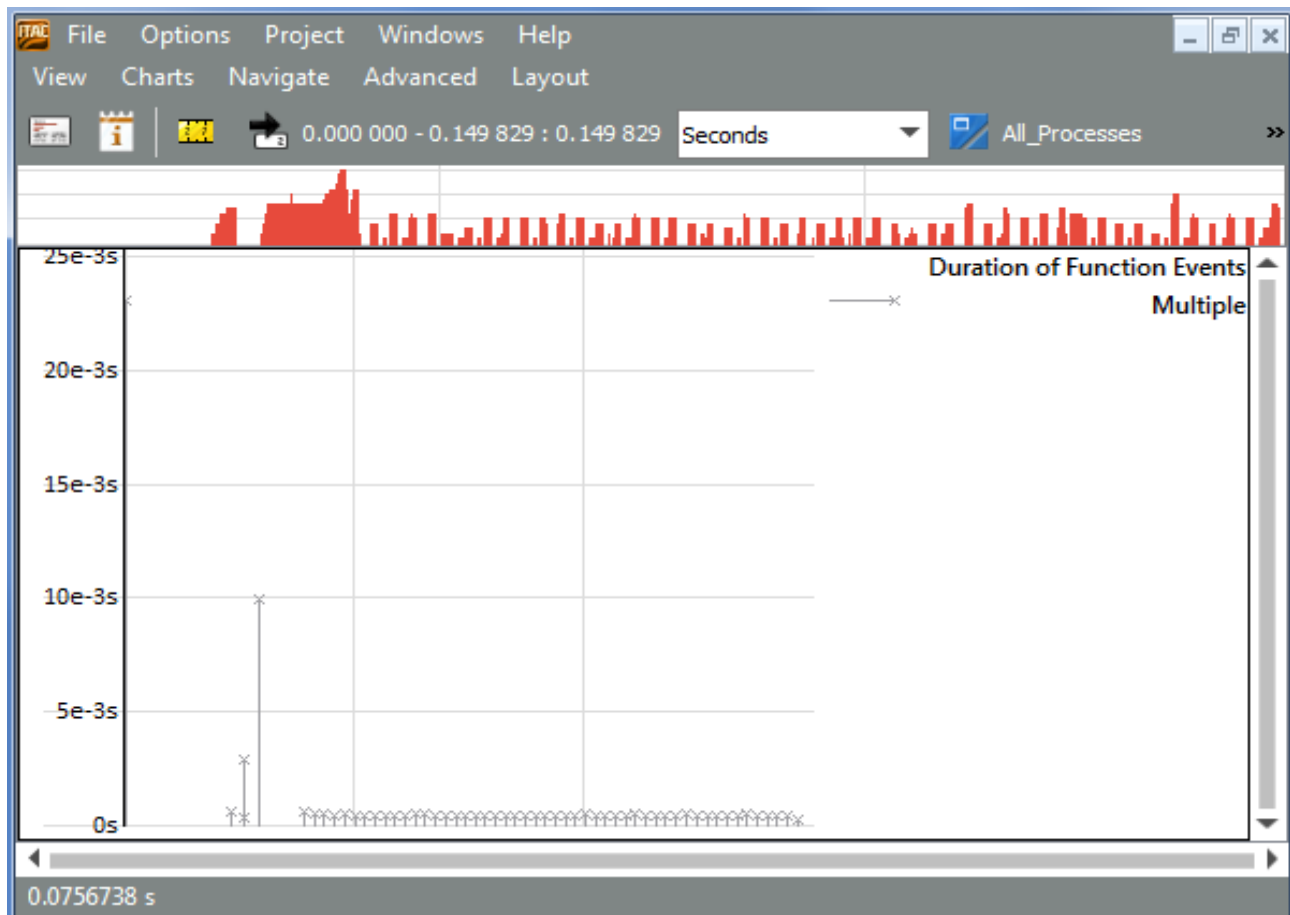 ITAC File Options Project Windows Help
View Charts Navigate Advanced Layout
i 2 0.000 000 - 0.149 829 : 0.149 829 Seconds All_Processes »
25e-3s
Duration of Function Events
Multiple
20e-3s
15e-3s
10e-3s
5e-3s
0s
0.0756738 s